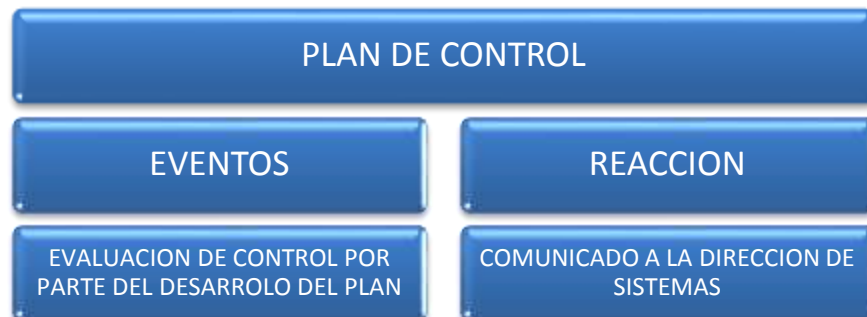 PLAN DE CONTROL
EVENTOS
REACCION
EVALUACION DE CONTROL POR
PARTE DEL DESARROLO DEL PLAN
COMUNICADO A LA DIRECCION DE
SISTEMAS